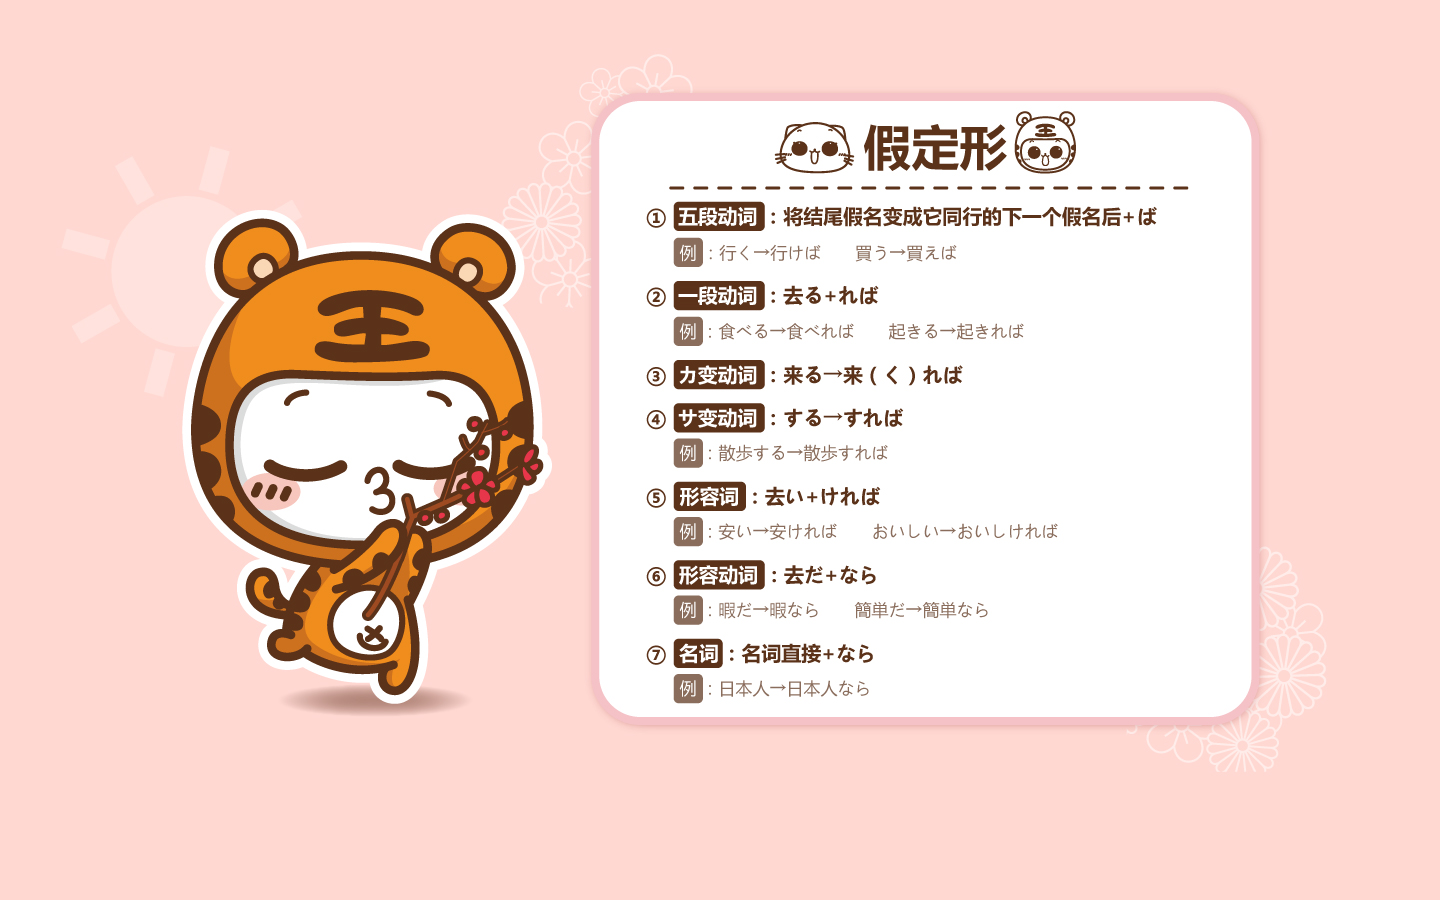 王
假定形
王
① 五段动词：将结尾假名变成它同行的下一个假名后+ば
例：行く→行けば　　買う→買えば
② 一段动词：去る+れば
例：食べる→食べれば　　起きる→起きれば
③ カ变动词：来る→来（く）れば
④ サ变动词：する→すれば
例：散歩する→散歩すれば
⑤ 形容词：去い+ければ
例：安い→安ければ　　おいしい→おいしければ
⑥ 形容动词：去だ+なら
例：暇だ→暇なら　　簡単だ→簡単なら
⑦ 名词：名词直接+なら
例：日本人→日本人なら